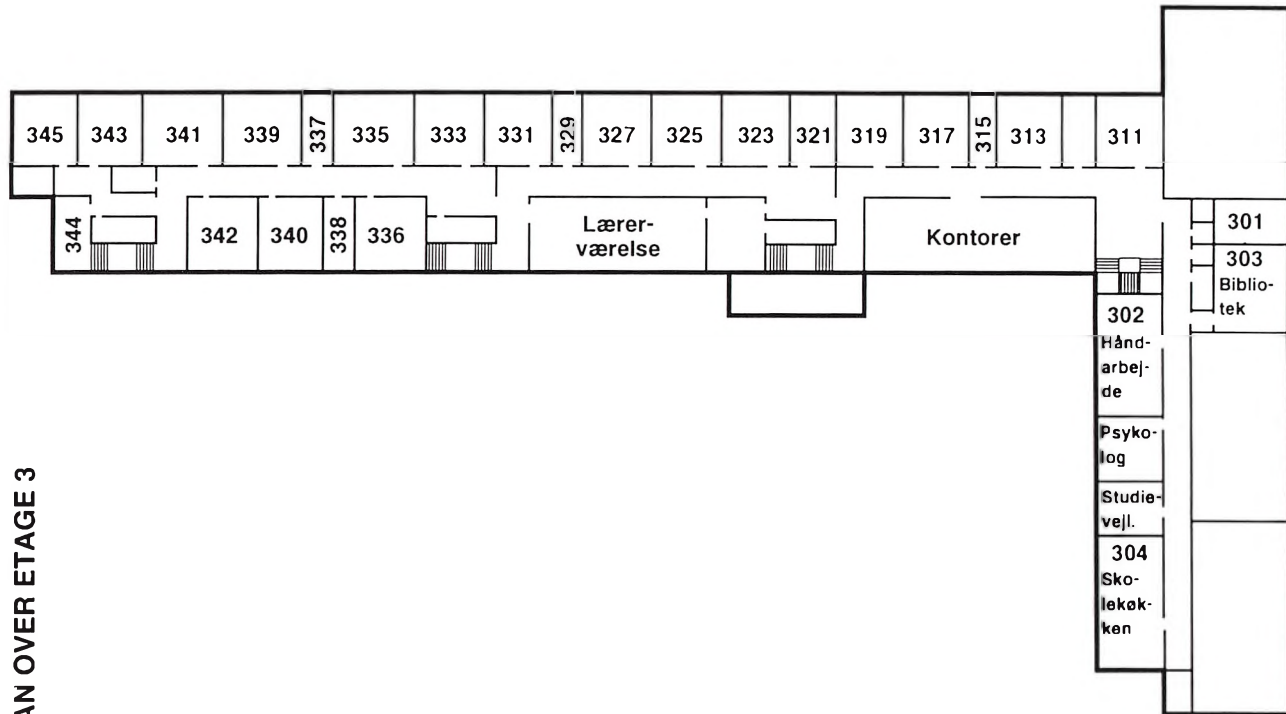 345 343 341 339 337 335 333 331 329 327 325 323 321 319 317 315 313 311
344 342 340 338 336
Lærer-
værelse
Kontorer
301
303
Biblio-
tek
302
Hånd-
arbej-
de
Psyko-
log
Studie-
vejl.
304
Sko-
lekøk-
ken
AN OVER ETAGE 3